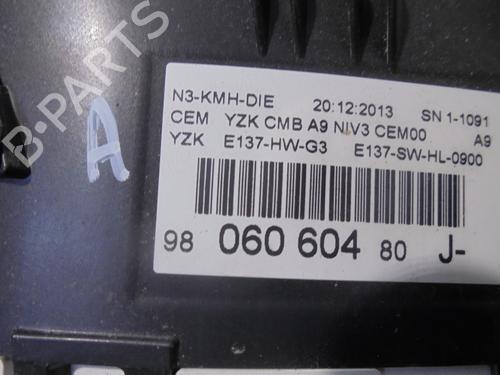 B-PARTS
A
N3-KMH-DIE 20:12:2013 SN 1-1091
CEM YZK CMB A9 NIV3 CEM00 A9
YZK E137-HW-G3 E137-SW-HL-0900
98 060 604 80 J-